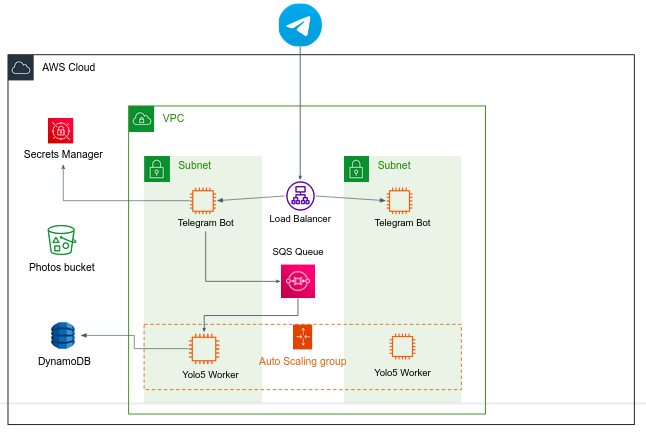 AWS Cloud
VPC
Secrets Manager
Subnet
Subnet
Telegram Bot
Load Balancer
Telegram Bot
SQS Queue
Photos bucket
DynamoDB
Auto Scaling group
Yolo5 Worker
Yolo5 Worker